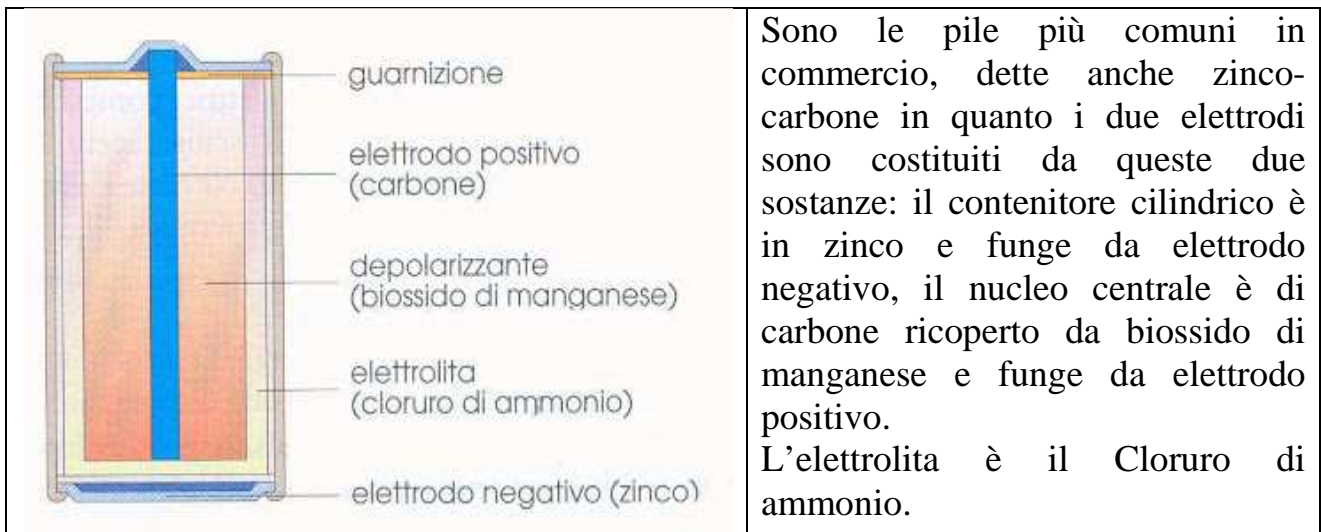 guarnizione
elettrodo positivo
(carbone)
depolarizzante
(biossido di manganese)
elettrolita
(cloruro di ammonio)
elettrodo negativo (zinco)
Sono le pile più comuni in
commercio, dette anche zinco-
carbone in quanto i due elettrodi
sono costituiti da queste due
sostanze: il contenitore cilindrico è
in zinco e funge da elettrodo
negativo, il nucleo centrale è di
carbone ricoperto da biossido di
manganese e funge da elettrodo
positivo.
L’elettrolita è il Cloruro di
ammonio.